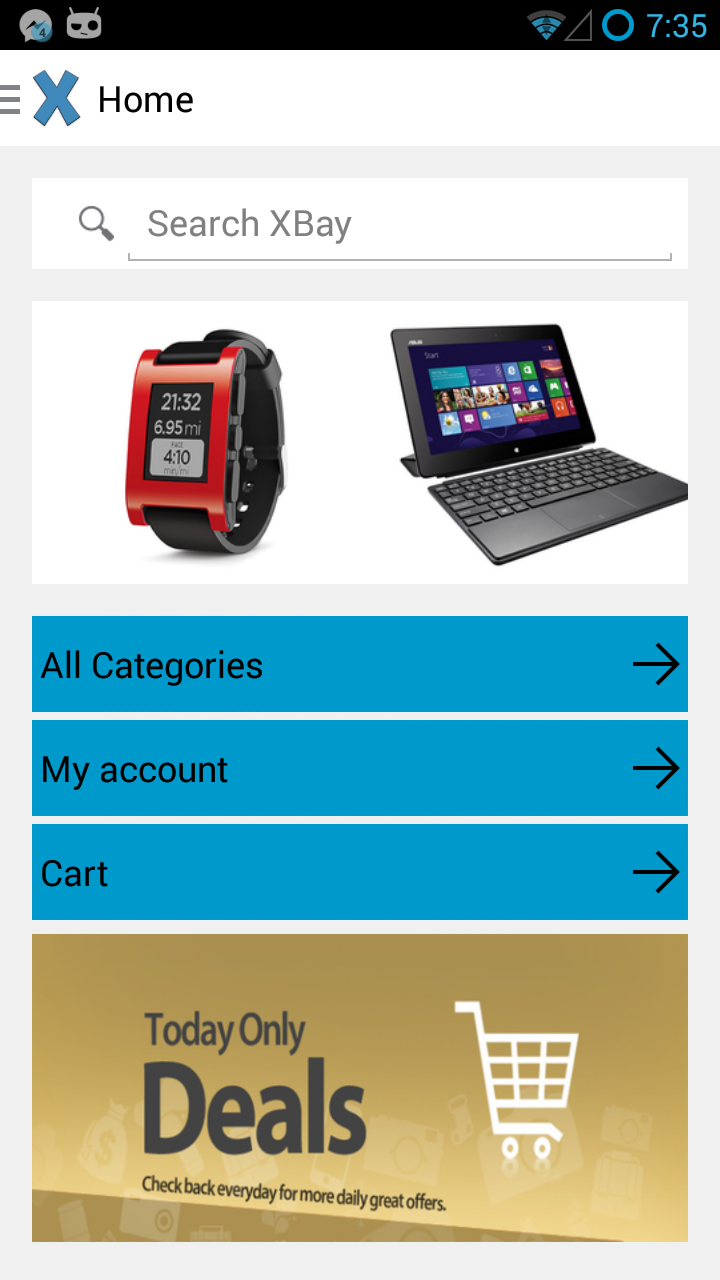 4
7:35
X Home
Search XBay
21:32
6.95 mi
PACE
4:10
min/mi
ASUS
Start
All Categories
My account
Cart
Today Only
Deals
Check back everyday for more daily great offers.